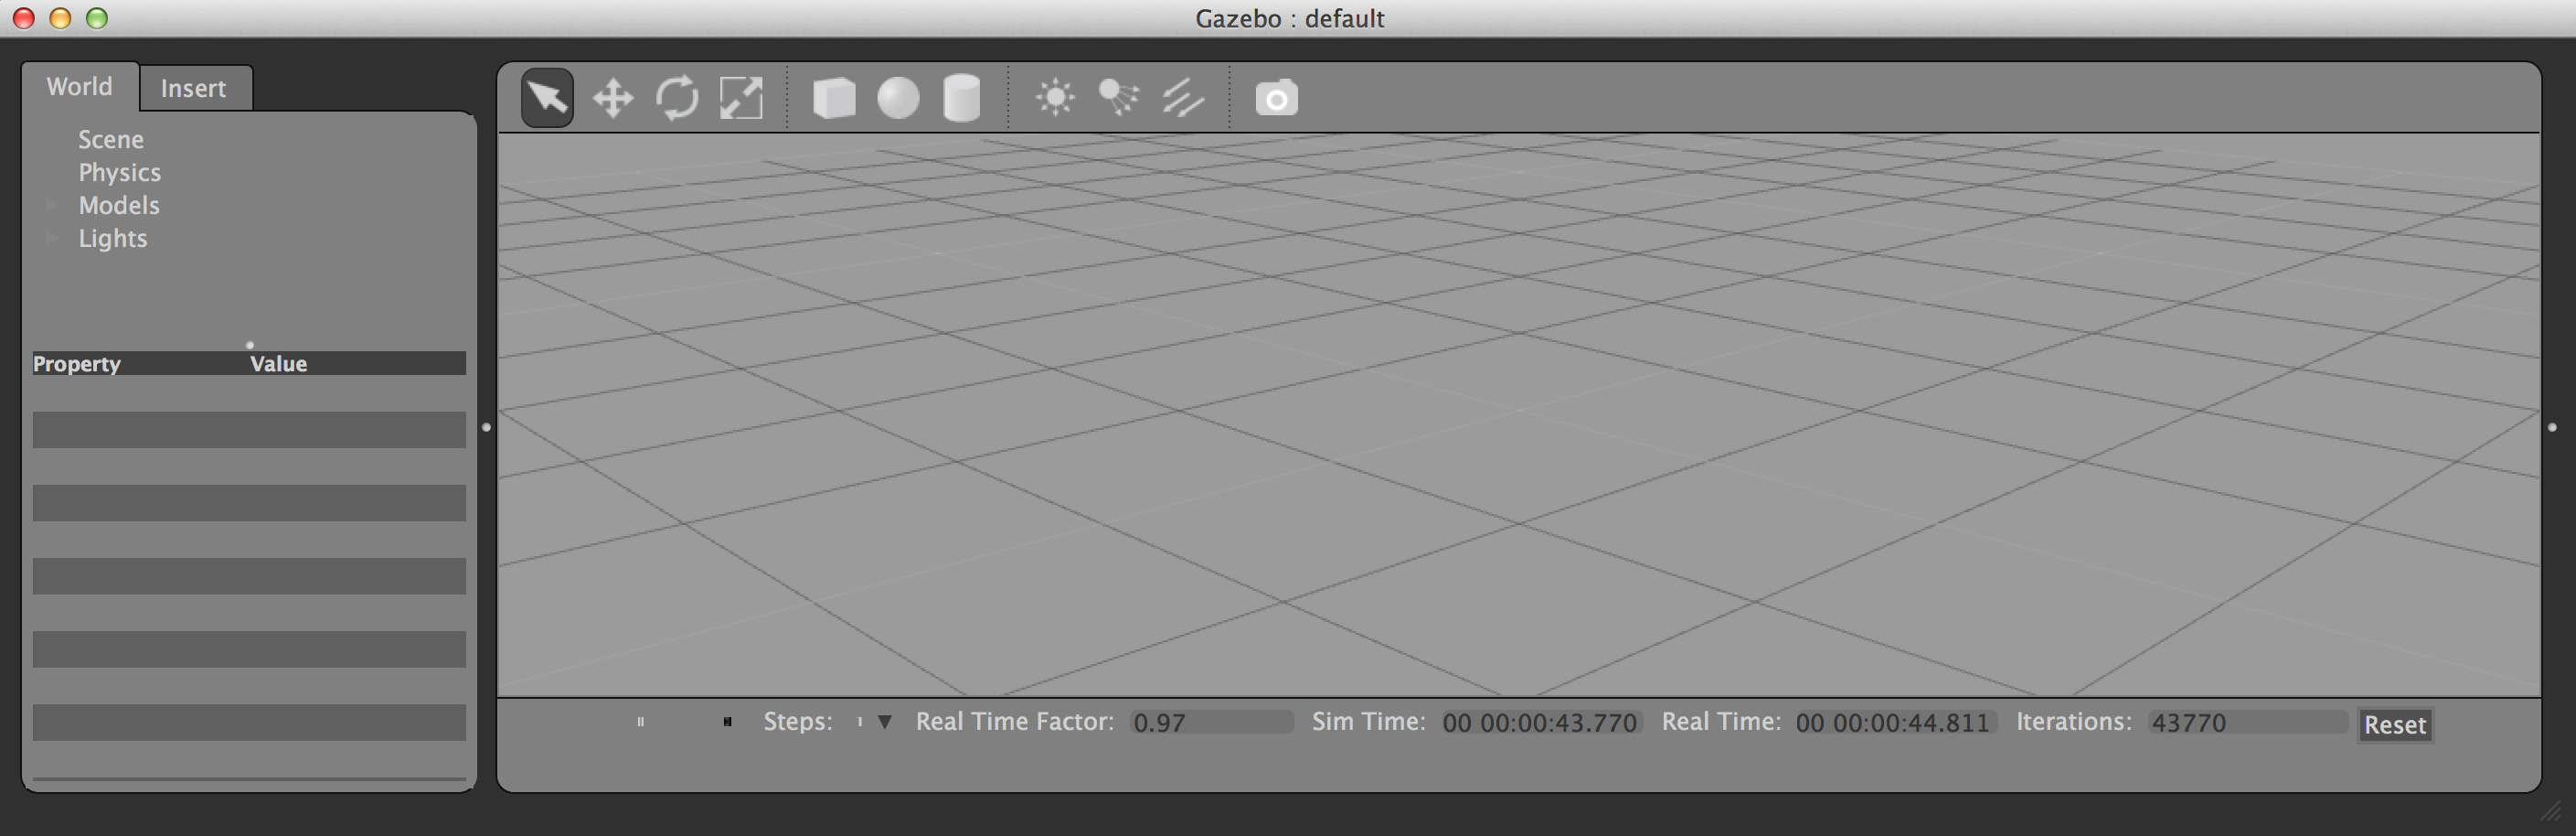 Gazebo : default
World
Insert
Scene
Physics
Models
Lights
Property Value
Steps: 1 Real Time Factor: 0.97 Sim Time: 00 00:00:43.770 Real Time: 00 00:00:44.811 Iterations: 43770 Reset